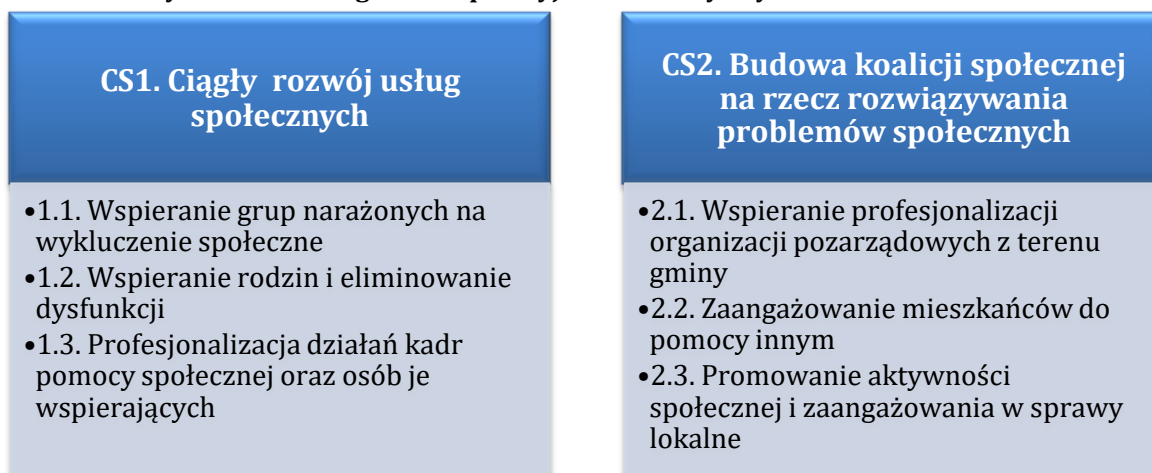 CS1. Ciągły rozwój usług
społecznych
•1.1. Wspieranie grup narażonych na
wykluczenie społeczne
•1.2. Wspieranie rodzin i eliminowanie
dysfunkcji
•1.3. Profesjonalizacja działań kadr
pomocy społecznej oraz osób je
wspierających
CS2. Budowa koalicji społecznej
na rzecz rozwiązywania
problemów społecznych
•2.1. Wspieranie profesjonalizacji
organizacji pozarządowych z terenu
gminy
•2.2. Zaangażowanie mieszkańców do
pomocy innym
•2.3. Promowanie aktywności
społecznej i zaangażowania w sprawy
lokalne